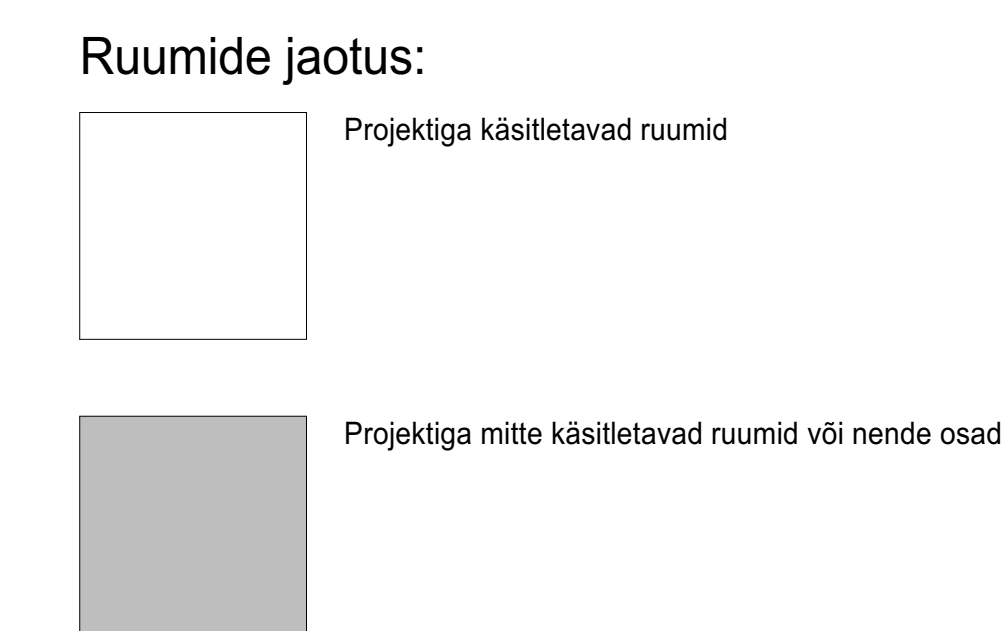 Ruumide jaotus:
Projektiga käsitletavad ruumid
Projektiga mitte käsitletavad ruumid või nende osad